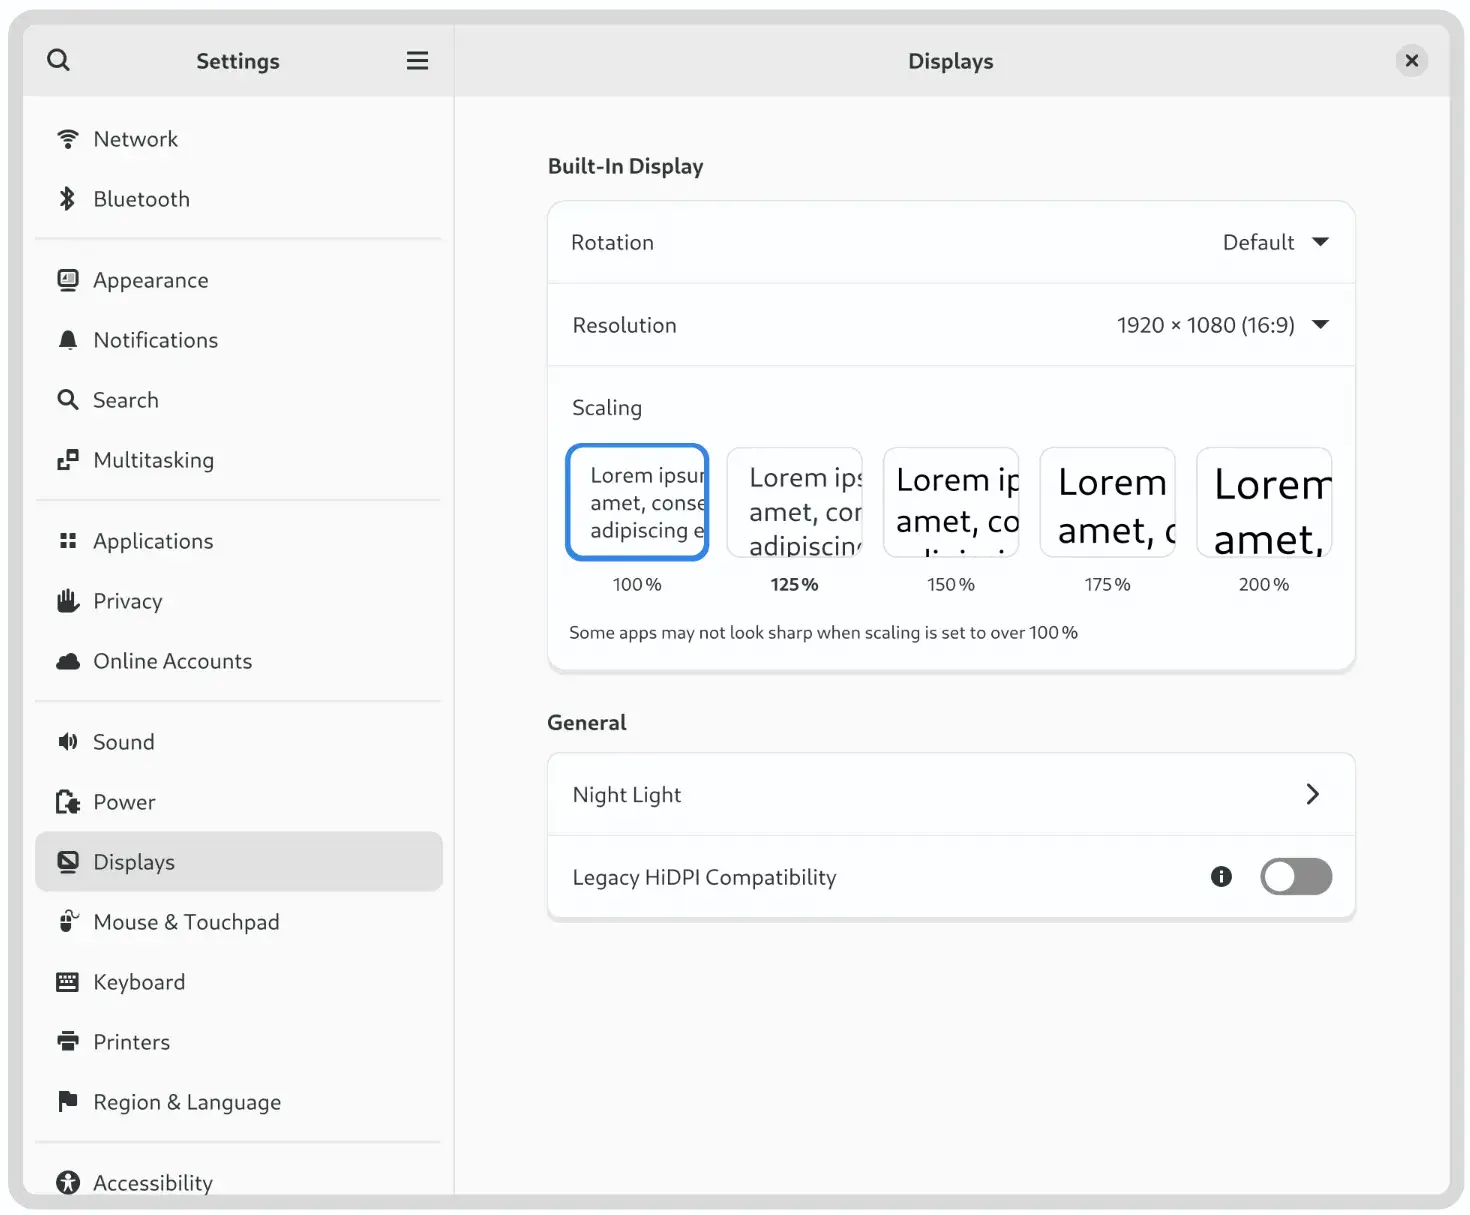 Settings
Network
Bluetooth
Appearance
Notifications
Search
Multitasking
Applications
Privacy
Online Accounts
Sound
Power
Displays
Mouse & Touchpad
Keyboard
Printers
Region & Language
Accessibility
Displays
Built-In Display
Rotation
Default
Resolution
1920 × 1080 (16:9)
Scaling
Lorem ipsum
amet, conse
adipiscing e
100 %
Lorem ips
amet, con
adipiscing
125 %
Lorem ip
amet, co
150 %
Lorem
amet, c
175 %
Lorem
amet,
200 %
Some apps may not look sharp when scaling is set to over 100 %
General
Night Light
Legacy HiDPI Compatibility